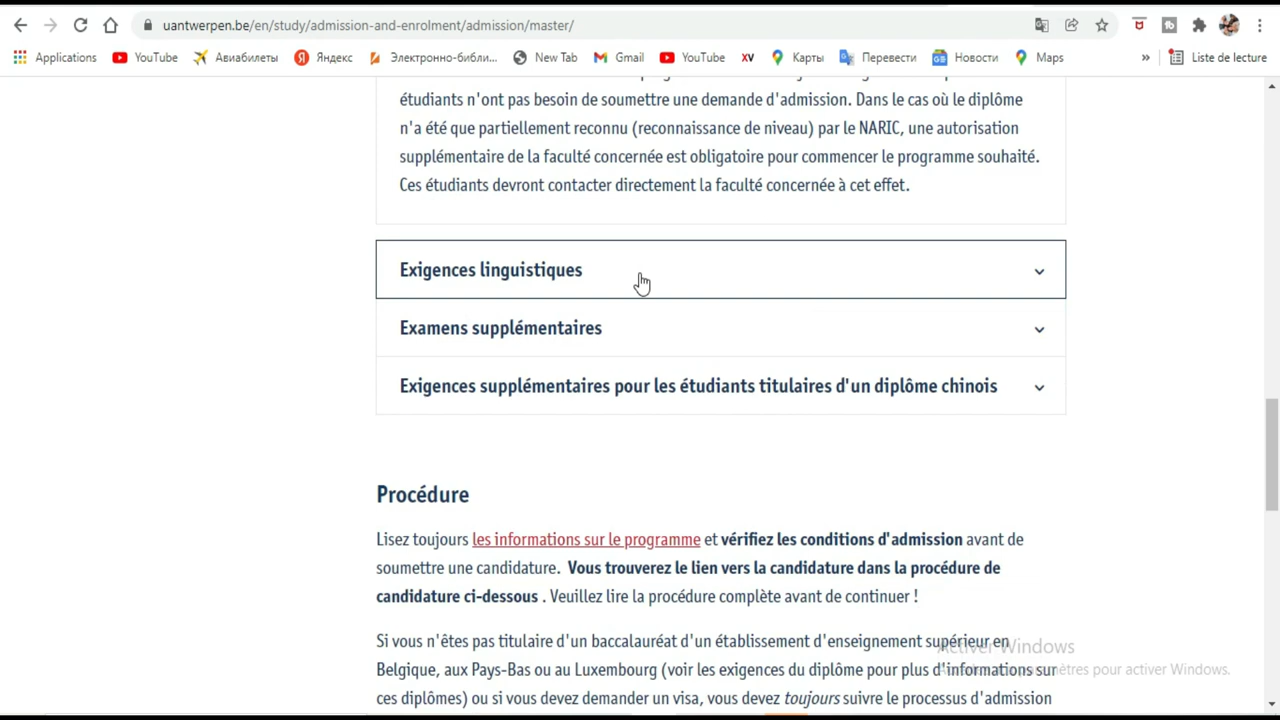 uantwerpen.be/en/study/admission-and-enrolment/admission/master/
Applications YouTube Авиабилеты Яндекс Электронно-библи... New Tab Gmail YouTube XV Карты Перевести Новости Maps » Liste de lecture
étudiants n'ont pas besoin de soumettre une demande d'admission. Dans le cas où le diplôme
n'a été que partiellement reconnu (reconnaissance de niveau) par le NARIC, une autorisation
supplémentaire de la faculté concernée est obligatoire pour commencer le programme souhaité.
Ces étudiants devront contacter directement la faculté concernée à cet effet.
Exigences linguistiques
Examens supplémentaires
Exigences supplémentaires pour les étudiants titulaires d'un diplôme chinois
Procédure
Lisez toujours les informations sur le programme et vérifiez les conditions d'admission avant de
soumettre une candidature. Vous trouverez le lien vers la candidature dans la procédure de
candidature ci-dessous . Veuillez lire la procédure complète avant de continuer !
Si vous n'êtes pas titulaire d'un baccalauréat d'un établissement d'enseignement supérieur en
Activer Windows
Belgique, aux Pays-Bas ou au Luxembourg (voir les exigences du diplôme pour plus d'informations sur
paramètres pour activer Windows.
ces diplômes) ou si vous devez demander un visa, vous devez toujours suivre le processus d'admission